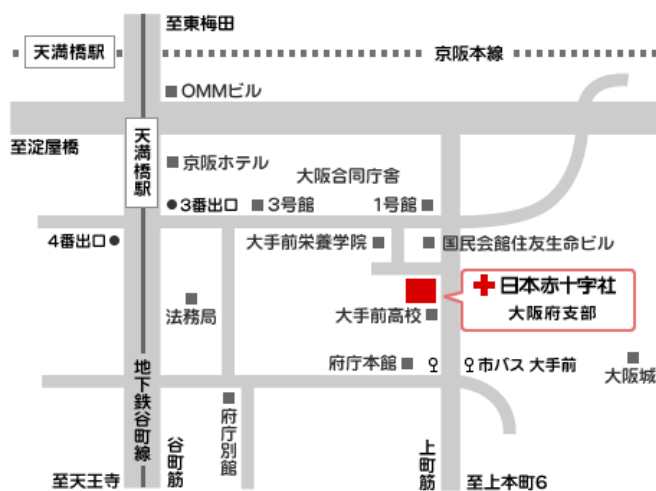 至東梅田
天満橋駅
京阪本線
OMMビル
至淀屋橋
天満橋駅
京阪ホテル
大阪合同庁舎
3番出口
3号館
1号館
4番出口
大手前栄養学院
国民会館住友生命ビル
日本赤十字社
大阪府支部
法務局
大手前高校
府庁本館
市バス 大手前
大阪城
地下鉄谷町線
府庁別館
谷町筋
上町筋
至天王寺
至上本町6